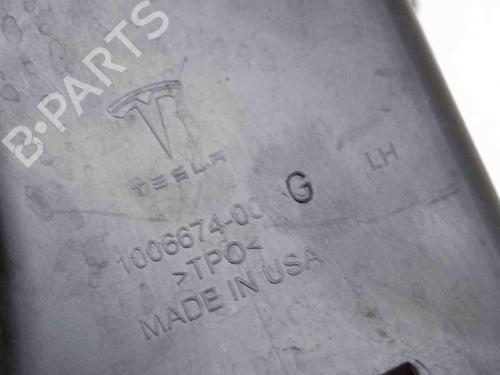 B·PARTS
TESLA
1006674-00 G LH
>TPO<
MADE IN USA